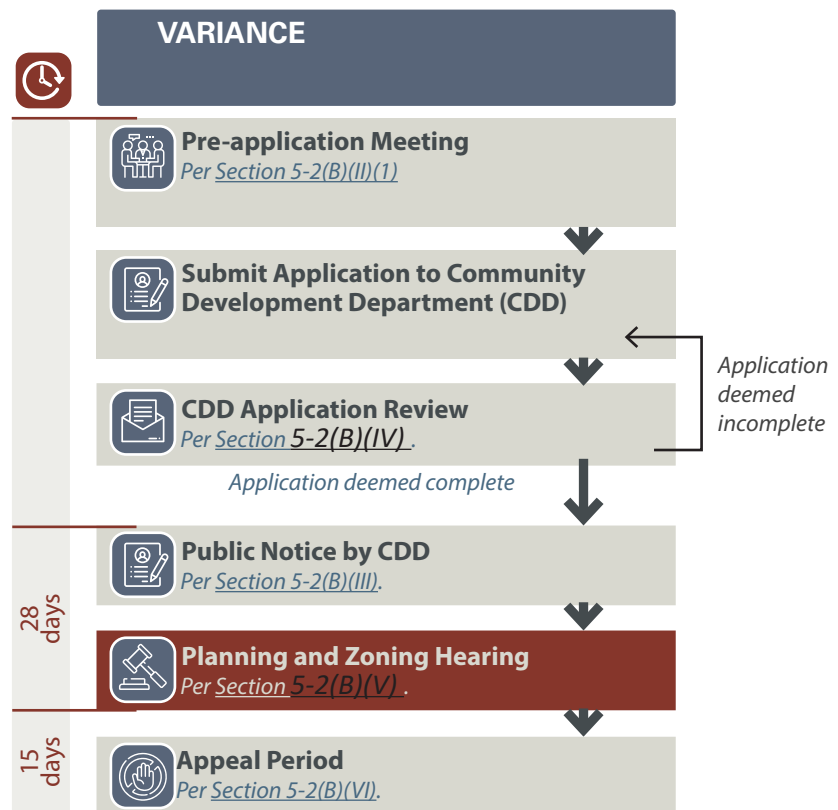 VARIANCE
Pre-application Meeting
Per Section 5-2(B)(II)(1)
Submit Application to Community
Development Department (CDD)
Application
deemed
incomplete
CDD Application Review
Per Section 5-2(B)(IV) .
Application deemed complete
Public Notice by CDD
Per Section 5-2(B)(III).
28
days
Planning and Zoning Hearing
Per Section 5-2(B)(V) .
15
days
Appeal Period
Per Section 5-2(B)(VI).